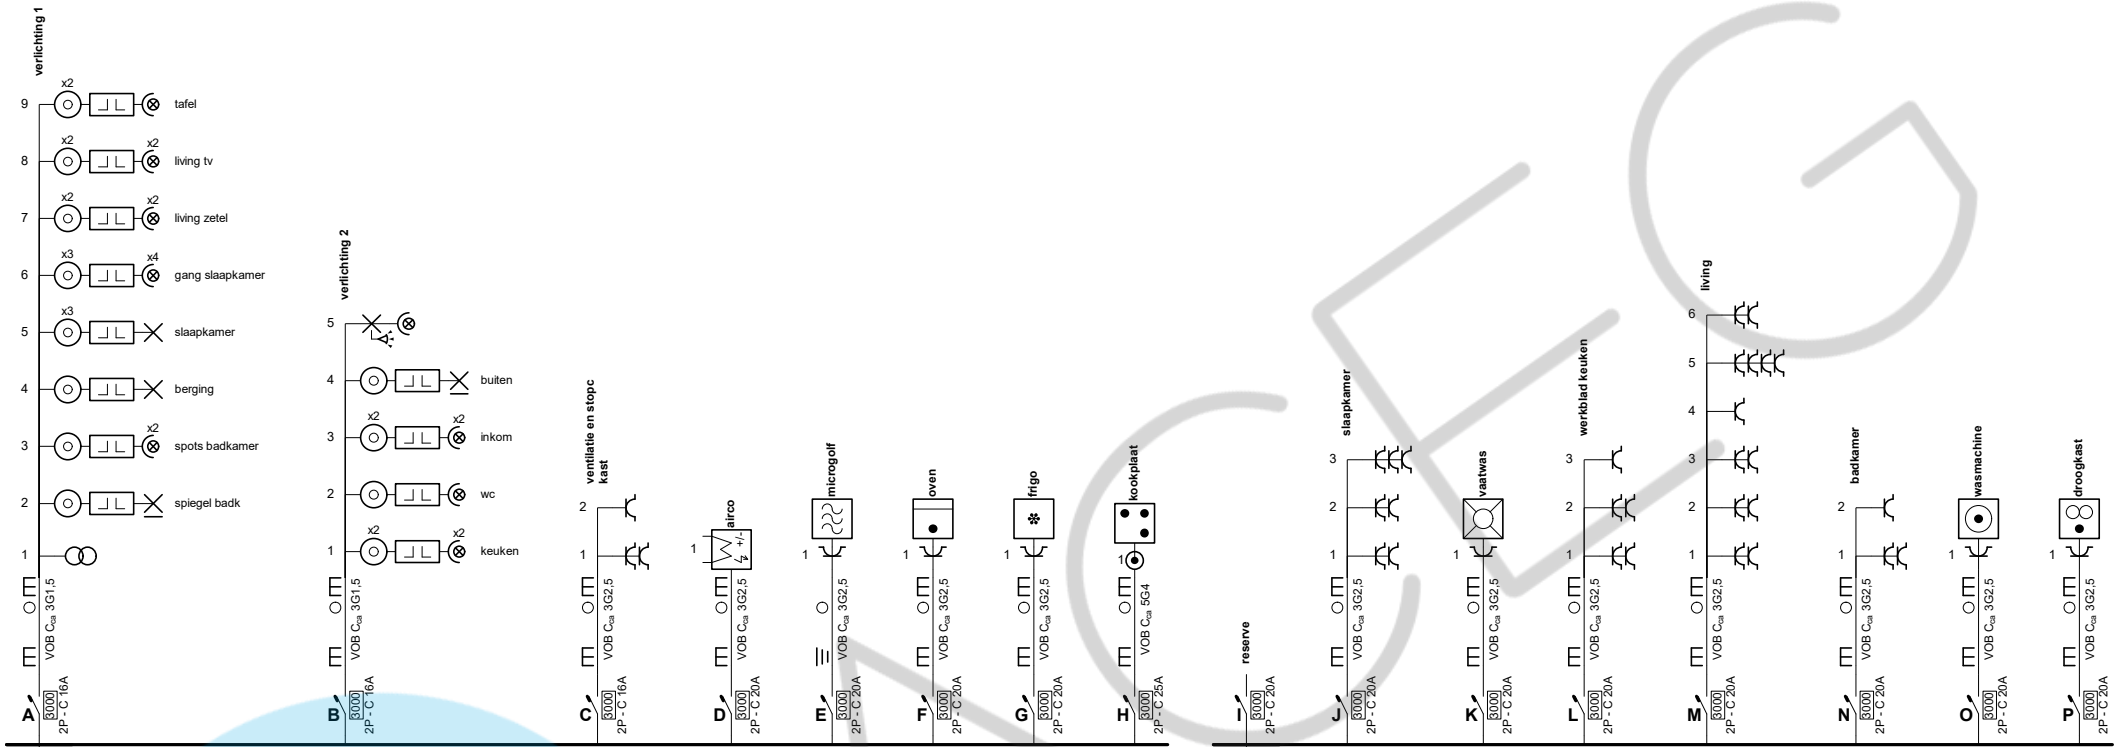 verlichting 1
x2
9 tafel
x2 x2
8 living tv
x2 x2
7 living zetel
x3 x4
6 gang slaapkamer
x3
5 slaapkamer
4 berging
x2
3 spots badkamer
2 spiegel badk
1
VOB Cca 3G1,5
A
3000
2P - C 16A
verlichting 2
5
4 buiten
x2 x2
3 inkom
2 wc
x2 x2
1 keuken
VOB Cca 3G1,5
B
3000
2P - C 16A
ventilatie en stopc
kast
2
1
VOB Cca 3G2,5
C
3000
2P - C 16A
airco
+/-
1
VOB Cca 3G2,5
D
3000
2P - C 20A
microgolf
1
VOB Cca 3G2,5
E
3000
2P - C 20A
oven
1
VOB Cca 3G2,5
F
3000
2P - C 20A
frigo
1
VOB Cca 3G2,5
G
3000
2P - C 20A
kookplaat
1
VOB Cca 5G4
H
3000
2P - C 25A
reserve
I
3000
2P - C 20A
slaapkamer
3
2
1
VOB Cca 3G2,5
J
3000
2P - C 20A
vaatwas
1
VOB Cca 3G2,5
K
3000
2P - C 20A
werkblad keuken
3
2
1
VOB Cca 3G2,5
L
3000
2P - C 20A
living
6
5
4
3
2
1
VOB Cca 3G2,5
M
3000
2P - C 20A
badkamer
2
1
VOB Cca 3G2,5
N
3000
2P - C 20A
wasmachine
1
VOB Cca 3G2,5
O
3000
2P - C 20A
droogkast
1
VOB Cca 3G2,5
P
3000
2P - C 20A
ACEG